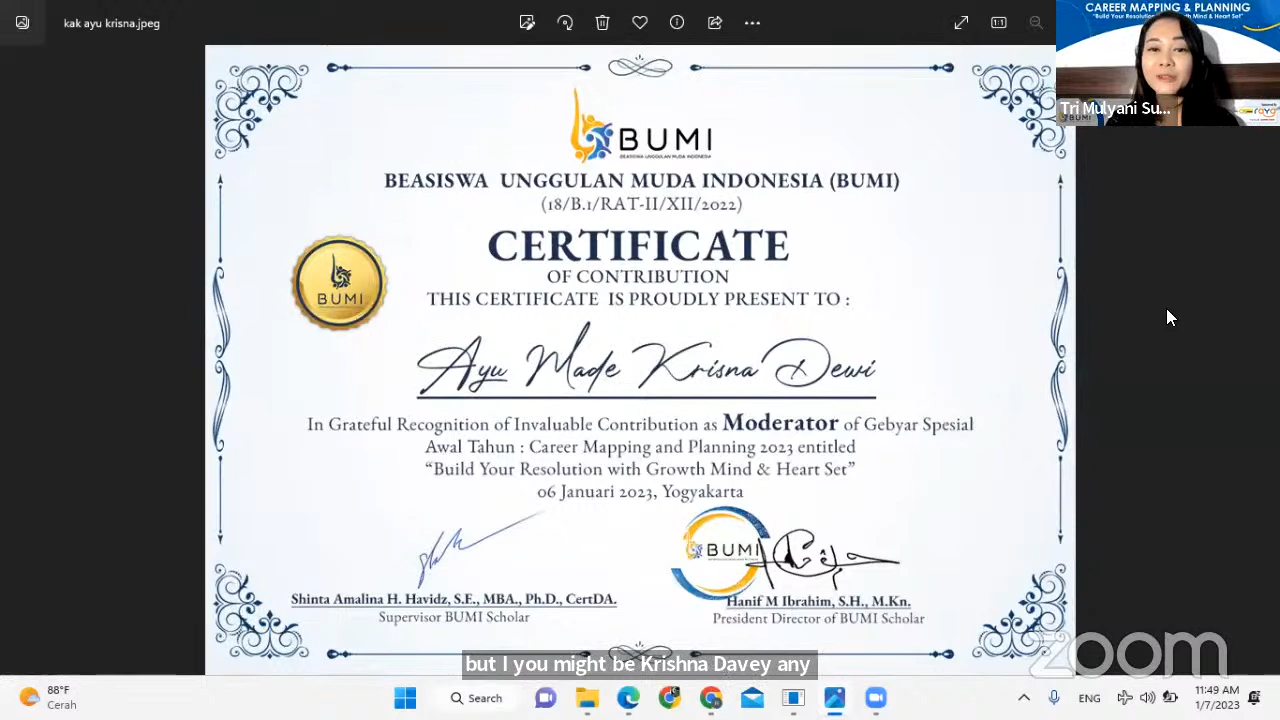 kak ayu krisna.jpeg
CAREER MAPPING & PLANNING
Tri Mulyani Su...
BUMI
BEASISWA UNGGULAN MUDA INDONESIA
BEASISWA UNGGULAN MUDA INDONESIA (BUMI)
(18/B.1/RAT-II/XII/2022)
CERTIFICATE
OF CONTRIBUTION
THIS CERTIFICATE IS PROUDLY PRESENT TO :
BUMI
Ayu Made Krisna Dewi
In Grateful Recognition of Invaluable Contribution as Moderator of Gebyar Spesial
Awal Tahun : Career Mapping and Planning 2023 entitled
“Build Your Resolution with Growth Mind & Heart Set”
06 Januari 2023, Yogyakarta
BUMI
Shinta Amalina H. Havidz, S.E., MBA., Ph.D., CertDA.
Supervisor BUMI Scholar
Hanif M Ibrahim, S.H., M.Kn.
President Director of BUMI Scholar
zoom
but I you might be Krishna Davey any
88°F
Cerah
Search
ENG
11:49 AM
1/7/2023